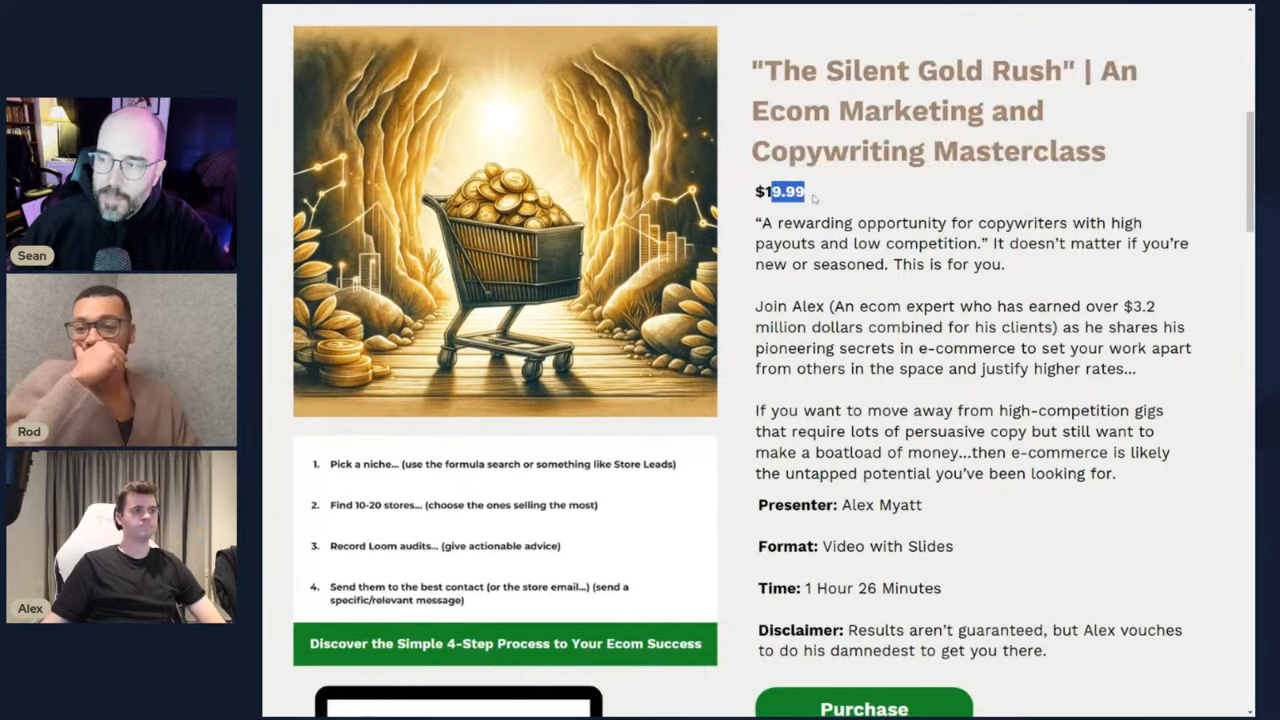 Sean
Rod
Alex
"The Silent Gold Rush" | An
Ecom Marketing and
Copywriting Masterclass
$19.99
“A rewarding opportunity for copywriters with high
payouts and low competition.” It doesn’t matter if you’re
new or seasoned. This is for you.
Join Alex (An ecom expert who has earned over $3.2
million dollars combined for his clients) as he shares his
pioneering secrets in e-commerce to set your work apart
from others in the space and justify higher rates…
If you want to move away from high-competition gigs
that require lots of persuasive copy but still want to
make a boatload of money…then e-commerce is likely
the untapped potential you’ve been looking for.
Presenter: Alex Myatt
Format: Video with Slides
Time: 1 Hour 26 Minutes
Disclaimer: Results aren’t guaranteed, but Alex vouches
to do his damnedest to get you there.
Purchase
1. Pick a niche... (use the formula search or something like Store Leads)
2. Find 10-20 stores... (choose the ones selling the most)
3. Record Loom audits... (give actionable advice)
4. Send them to the best contact (or the store email...) (send a
specific/relevant message)
Discover the Simple 4-Step Process to Your Ecom Success